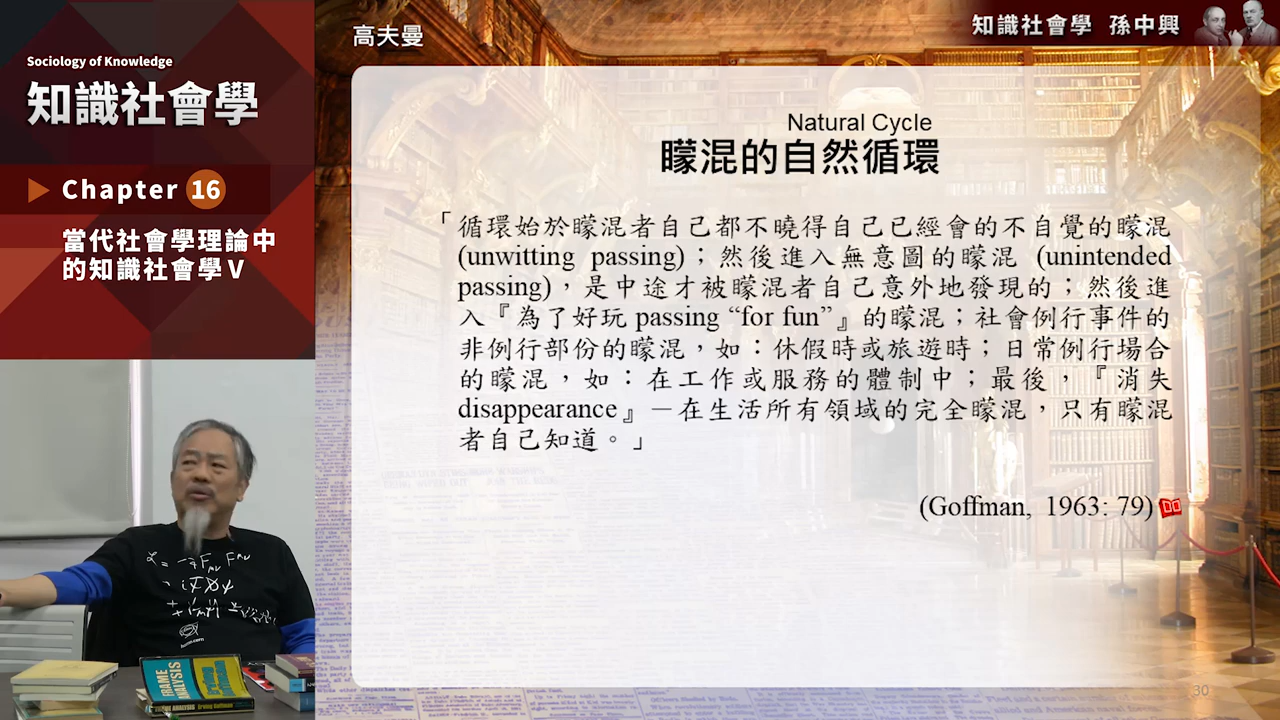 Sociology of Knowledge
知識社會學
Chapter 16
當代社會學理論中
的知識社會學 V
高夫曼
知識社會學 孫中興
Natural Cycle
矇混的自然循環
「循環始於矇混者自己都不曉得自己已經會的不自覺的矇混
(unwitting passing)；然後進入無意圖的矇混 (unintended
passing)，是中途才被矇混者自己意外地發現的；然後進
入『為了好玩 passing “for fun”』的矇混；社會例行事件的
非例行部份的矇混，如：休假時或旅遊時；日常例行場合
的矇混，如：在工作或服務的體制中；最後，『消失
disappearance』－在生活所有領域的完全矇混，只有矇混
者自己知道。」
(Goffman, 1963: 79)
30
FRAME
ANALYSIS